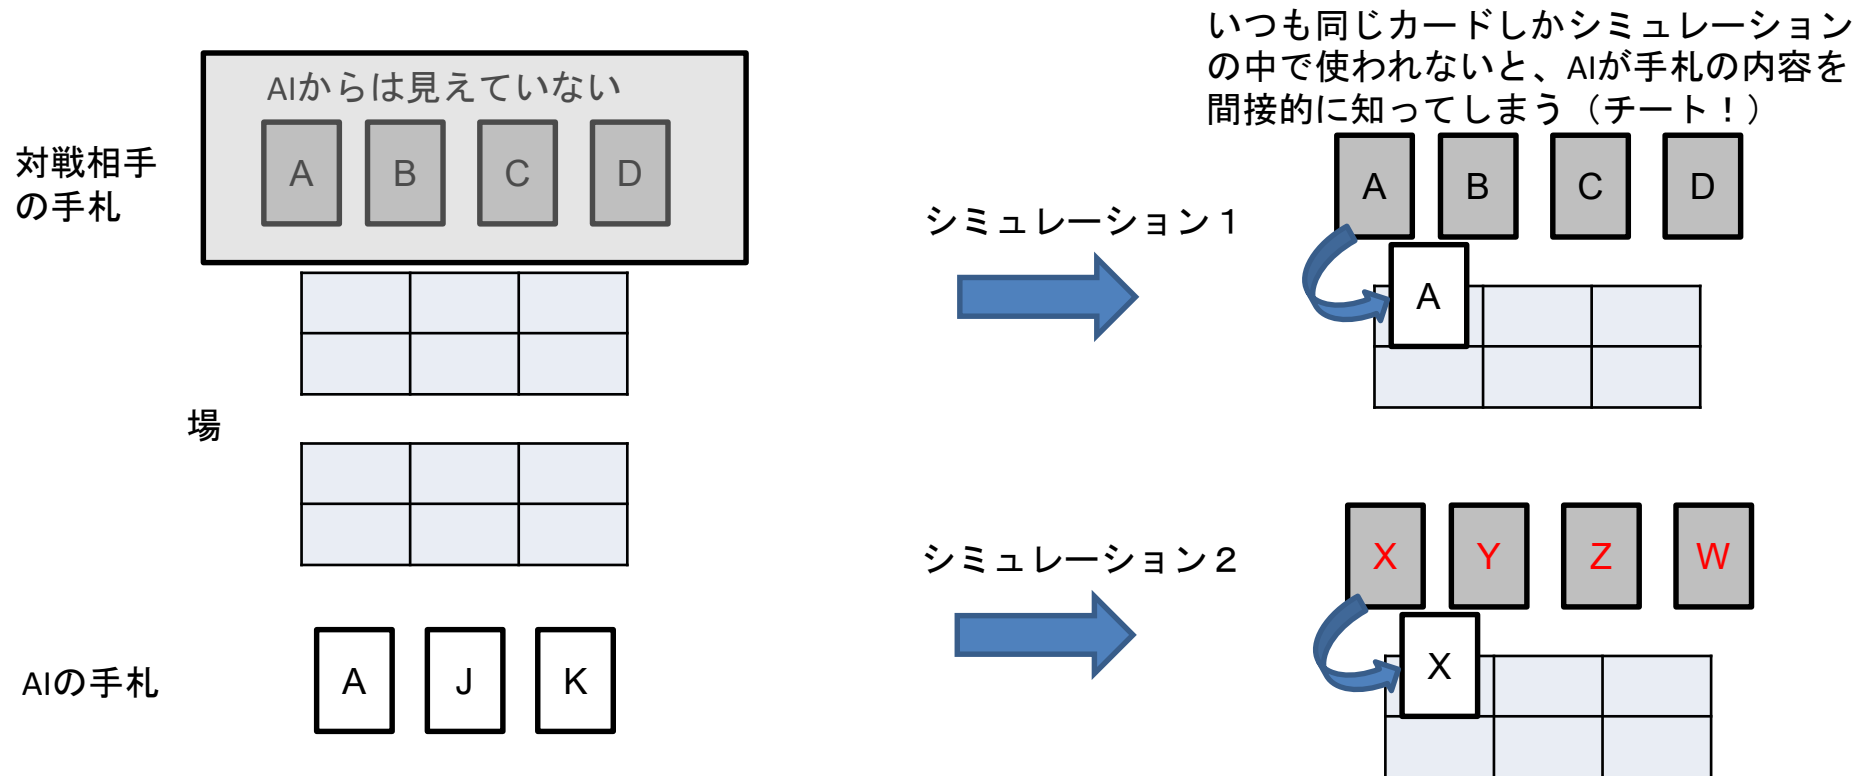 いつも同じカードしかシミュレーション
の中で使われないと、AIが手札の内容を
間接的に知ってしまう（チート！）
AIからは見えていない
対戦相手
の手札
A B C D
シミュレーション１
A B C D
A
場
シミュレーション２
X Y Z W
X
AIの手札
A J K